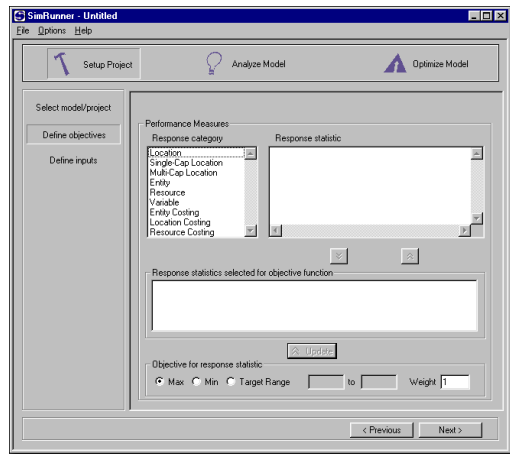 SimRunner - Untitled
File Options Help
Setup Project
Analyze Model
Optimize Model
Select model/project
Define objectives
Define inputs
Performance Measures
Response category
Response statistic
Location
Single-Cap Location
Multi-Cap Location
Entity
Resource
Variable
Entity Costing
Location Costing
Resource Costing
Response statistics selected for objective function
Update
Objective for response statistic
Max Min Target Range to Weight 1
< Previous Next >